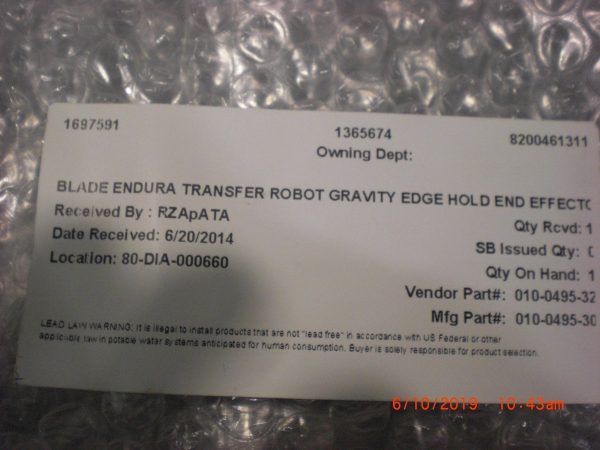 1697591
1365674
8200461311
Owning Dept:
BLADE ENDURA TRANSFER ROBOT GRAVITY EDGE HOLD END EFFECTO
Received By : RZApATA
Qty Rcvd: 1
Date Received: 6/20/2014
SB Issued Qty:
Location: 80-DIA-000660
Qty On Hand: 1
Vendor Part#: 010-0495-32
Mfg Part#: 010-0495-30
LEAD LAW WARNING: It is illegal to install products that are not "lead free" in accordance with US Federal or other
applicable law in potable water systems anticipated for human consumption. Buyer is solely responsible for product selection.
6/10/2019 10:43am